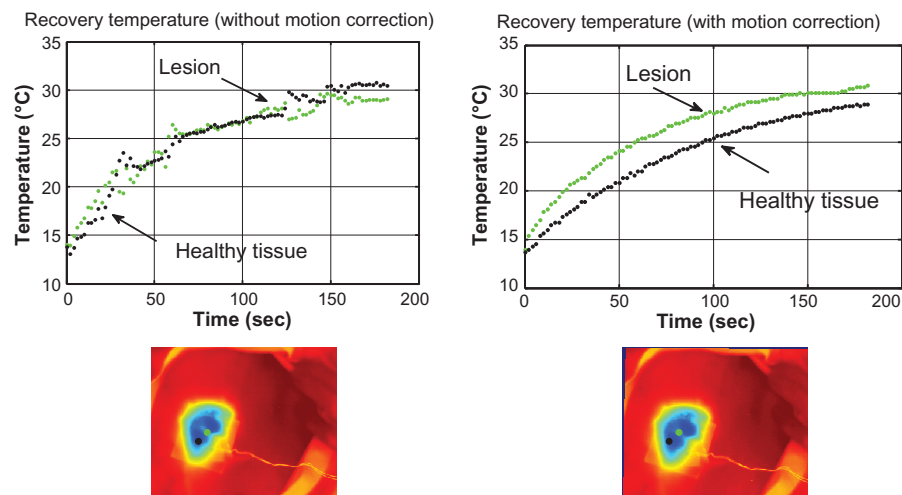 Recovery temperature (without motion correction)
35
30
25
20
15
10
Temperature (°C)
Lesion
Healthy tissue
0
50
100
150
200
Time (sec)
Recovery temperature (with motion correction)
35
30
25
20
15
10
Temperature (°C)
Lesion
Healthy tissue
0
50
100
150
200
Time (sec)